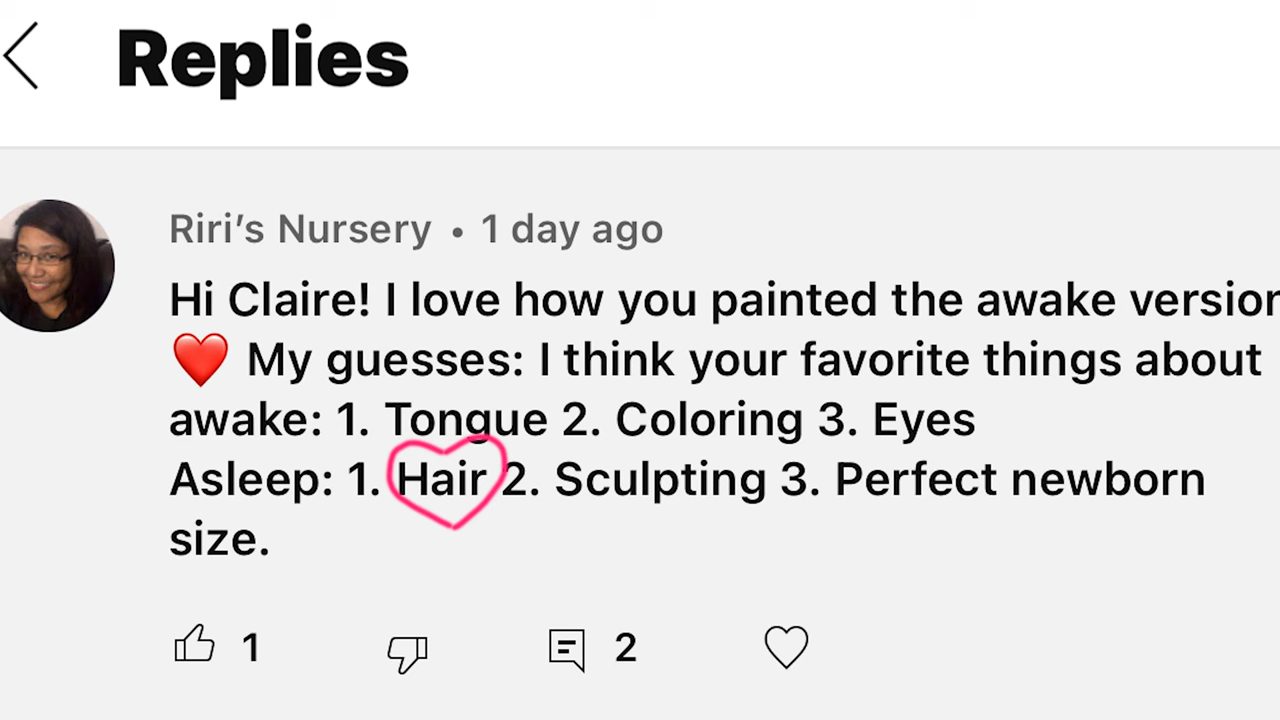 Replies
Riri's Nursery • 1 day ago
Hi Claire! I love how you painted the awake version
❤️ My guesses: I think your favorite things about
awake: 1. Tongue 2. Coloring 3. Eyes
Asleep: 1. Hair 2. Sculpting 3. Perfect newborn
size.
1 2